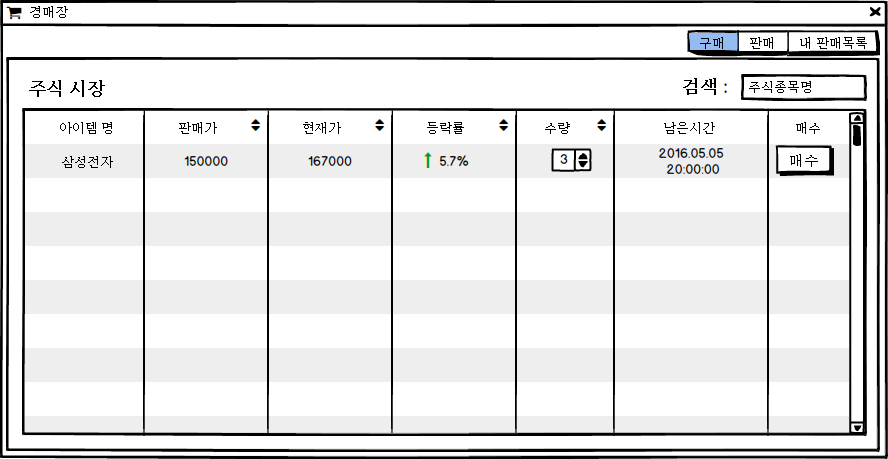 경매장
구매 판매 내 판매목록
주식 시장 검색 : 주식종목명
아이템 명 판매가 현재가 등락률 수량 남은시간 매수
삼성전자 150000 167000 5.7% 3 2016.05.05 매수
20:00:00